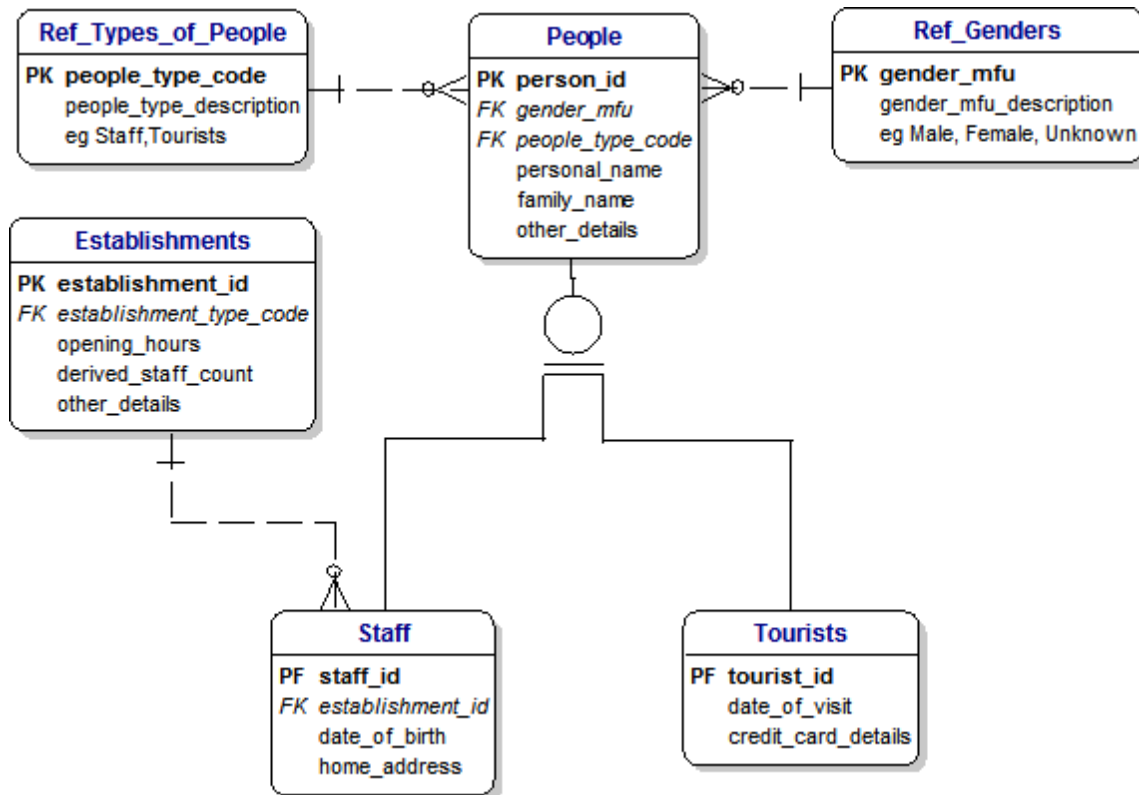 Ref_Types_of_People
PK people_type_code
people_type_description
eg Staff,Tourists
People
PK person_id
FK gender_mfu
FK people_type_code
personal_name
family_name
other_details
Ref_Genders
PK gender_mfu
gender_mfu_description
eg Male, Female, Unknown
Establishments
PK establishment_id
FK establishment_type_code
opening_hours
derived_staff_count
other_details
Staff
PF staff_id
FK establishment_id
date_of_birth
home_address
Tourists
PF tourist_id
date_of_visit
credit_card_details